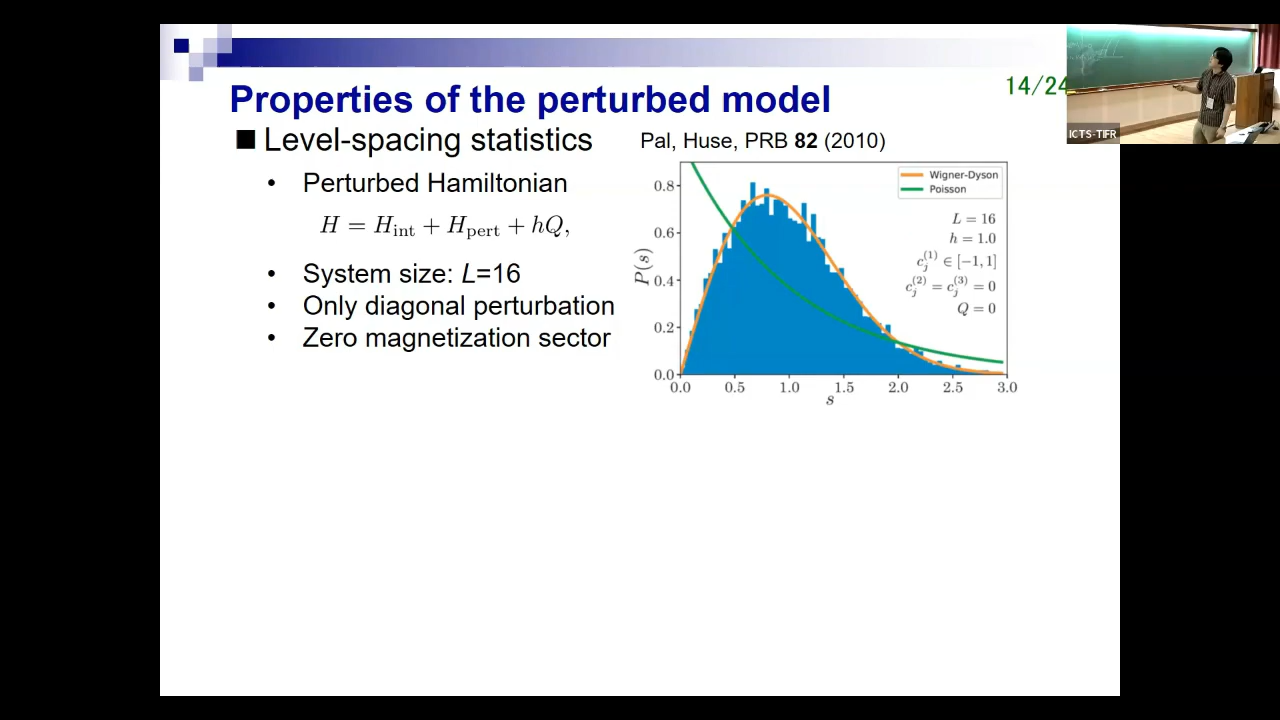 Properties of the perturbed model
14/24
ICTS-TIFR
■ Level-spacing statistics
Pal, Huse, PRB 82 (2010)
• Perturbed Hamiltonian
H = H_int + H_pert + hQ,
• System size: L=16
• Only diagonal perturbation
• Zero magnetization sector
Wigner-Dyson
Poisson
L = 16
h = 1.0
c_j^(1) ∈ [−1, 1]
c_j^(2) = c_j^(3) = 0
Q = 0
P(s)
0.8
0.6
0.4
0.2
0.0
0.0 0.5 1.0 1.5 2.0 2.5 3.0
s